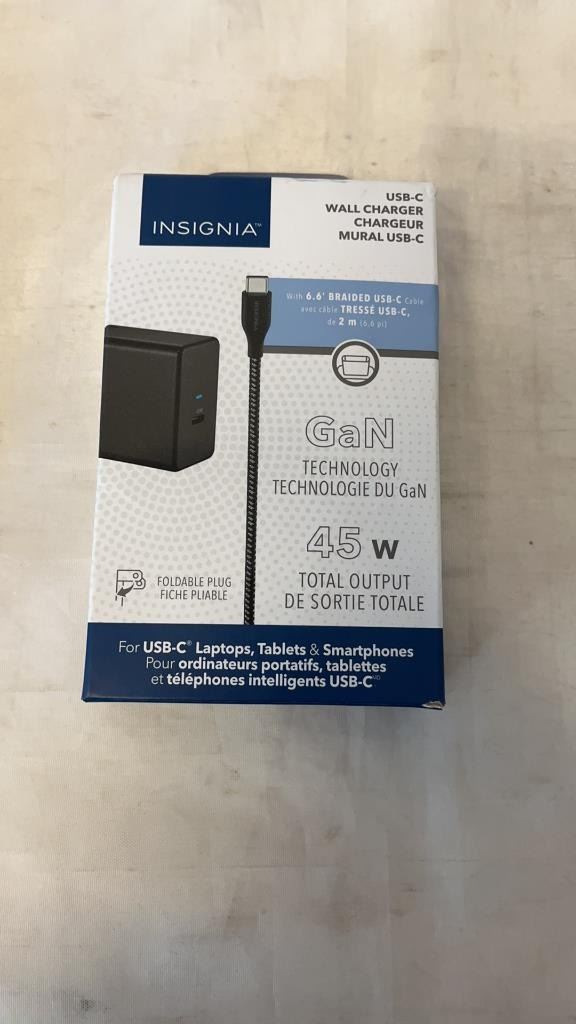 INSIGNIA™
USB-C
WALL CHARGER
CHARGEUR
MURAL USB-C
With 6.6' BRAIDED USB-C Cable
avec câble TRESSÉ USB-C,
de 2 m (6,6 pi)
INSIGNIA
GaN
TECHNOLOGY
TECHNOLOGIE DU GaN
45 W
TOTAL OUTPUT
DE SORTIE TOTALE
FOLDABLE PLUG
FICHE PLIABLE
For USB-C® Laptops, Tablets & Smartphones
Pour ordinateurs portatifs, tablettes
et téléphones intelligents USB-C MD